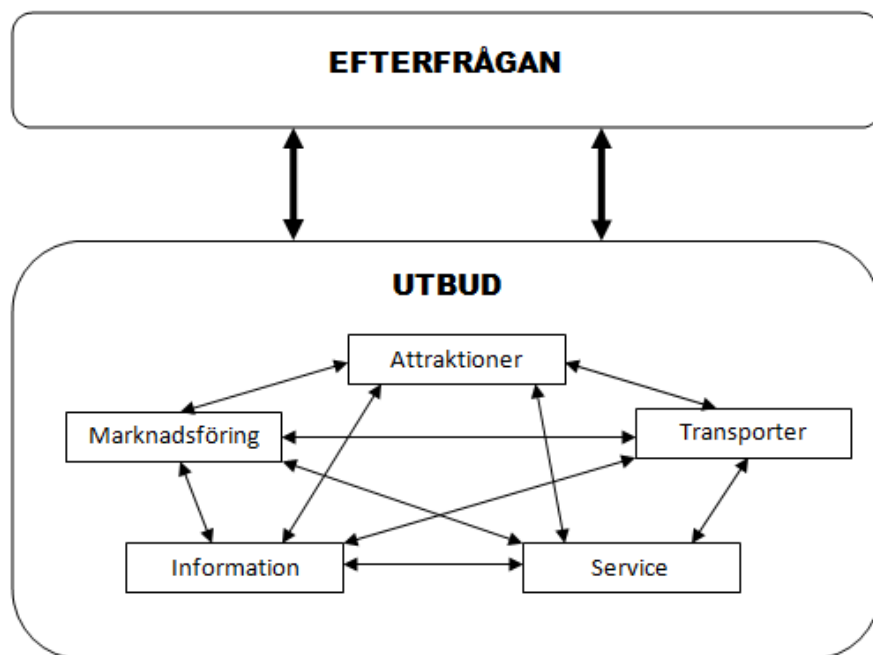 EFTERFRÅGAN
UTBUD
Attraktioner
Marknadsföring
Transporter
Information
Service